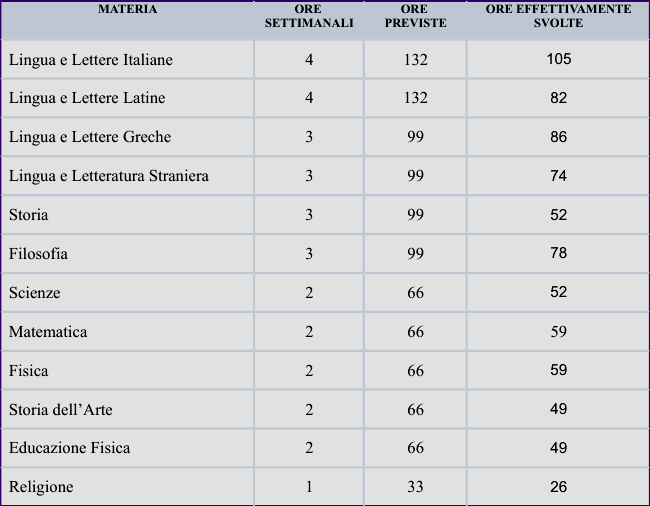 MATERIA ORE SETTIMANALI ORE PREVISTE ORE EFFETTIVAMENTE SVOLTE
Lingua e Lettere Italiane 4 132 105
Lingua e Lettere Latine 4 132 82
Lingua e Lettere Greche 3 99 86
Lingua e Letteratura Straniera 3 99 74
Storia 3 99 52
Filosofia 3 99 78
Scienze 2 66 52
Matematica 2 66 59
Fisica 2 66 59
Storia dell’Arte 2 66 49
Educazione Fisica 2 66 49
Religione 1 33 26